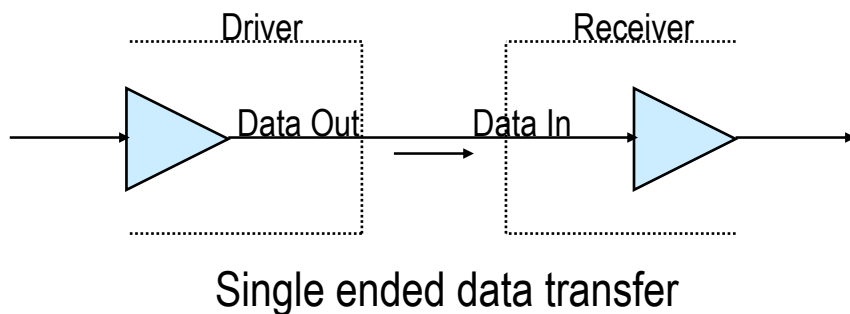 Driver
Receiver
Data Out
Data In
Single ended data transfer